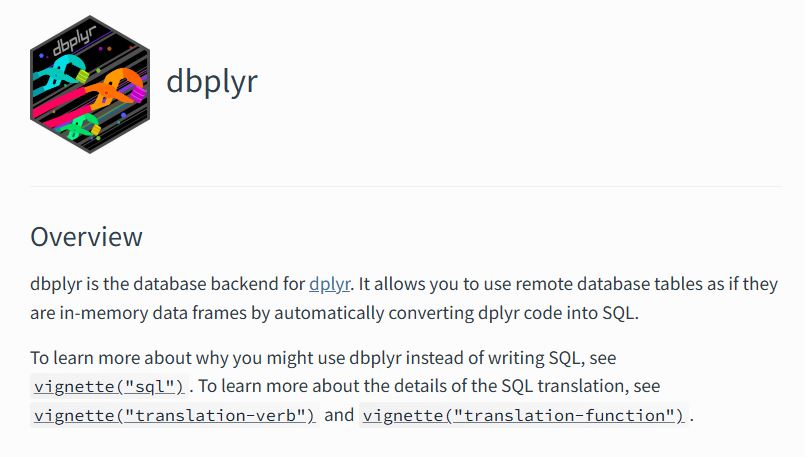 dbplyr
dbplyr
Overview
dbplyr is the database backend for dplyr. It allows you to use remote database tables as if they
are in-memory data frames by automatically converting dplyr code into SQL.
To learn more about why you might use dbplyr instead of writing SQL, see
vignette("sql"). To learn more about the details of the SQL translation, see
vignette("translation-verb") and vignette("translation-function").